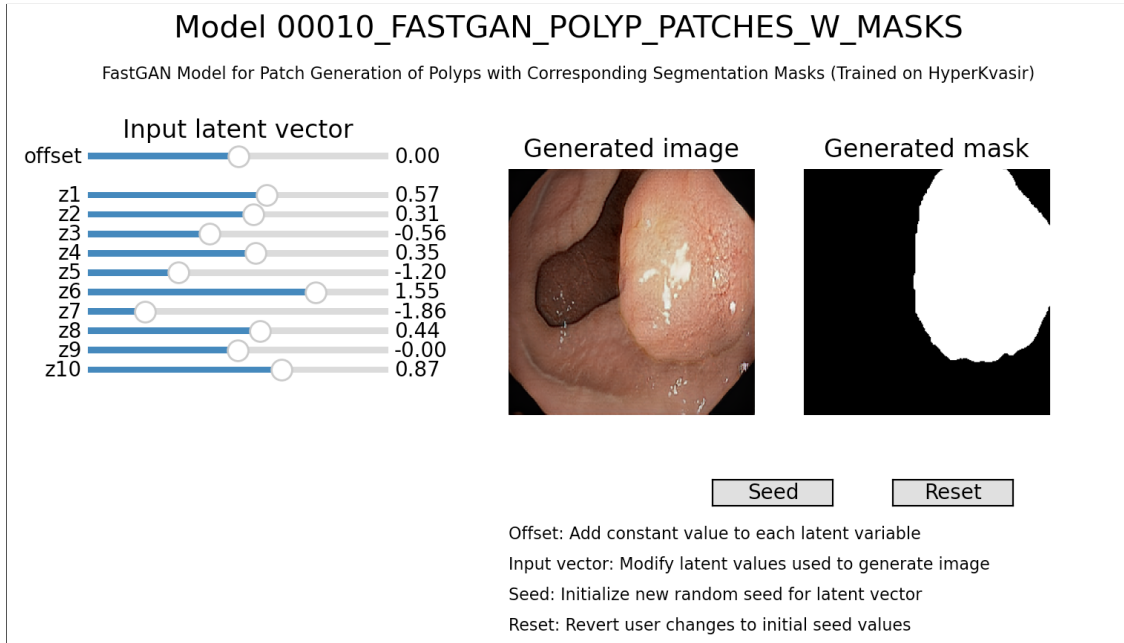 Model 00010_FASTGAN_POLYP_PATCHES_W_MASKS
FastGAN Model for Patch Generation of Polyps with Corresponding Segmentation Masks (Trained on HyperKvasir)
Input latent vector
offset 0.00
z1 0.57
z2 0.31
z3 -0.56
z4 0.35
z5 -1.20
z6 1.55
z7 -1.86
z8 0.44
z9 -0.00
z10 0.87
Generated image
Generated mask
Seed
Reset
Offset: Add constant value to each latent variable
Input vector: Modify latent values used to generate image
Seed: Initialize new random seed for latent vector
Reset: Revert user changes to initial seed values